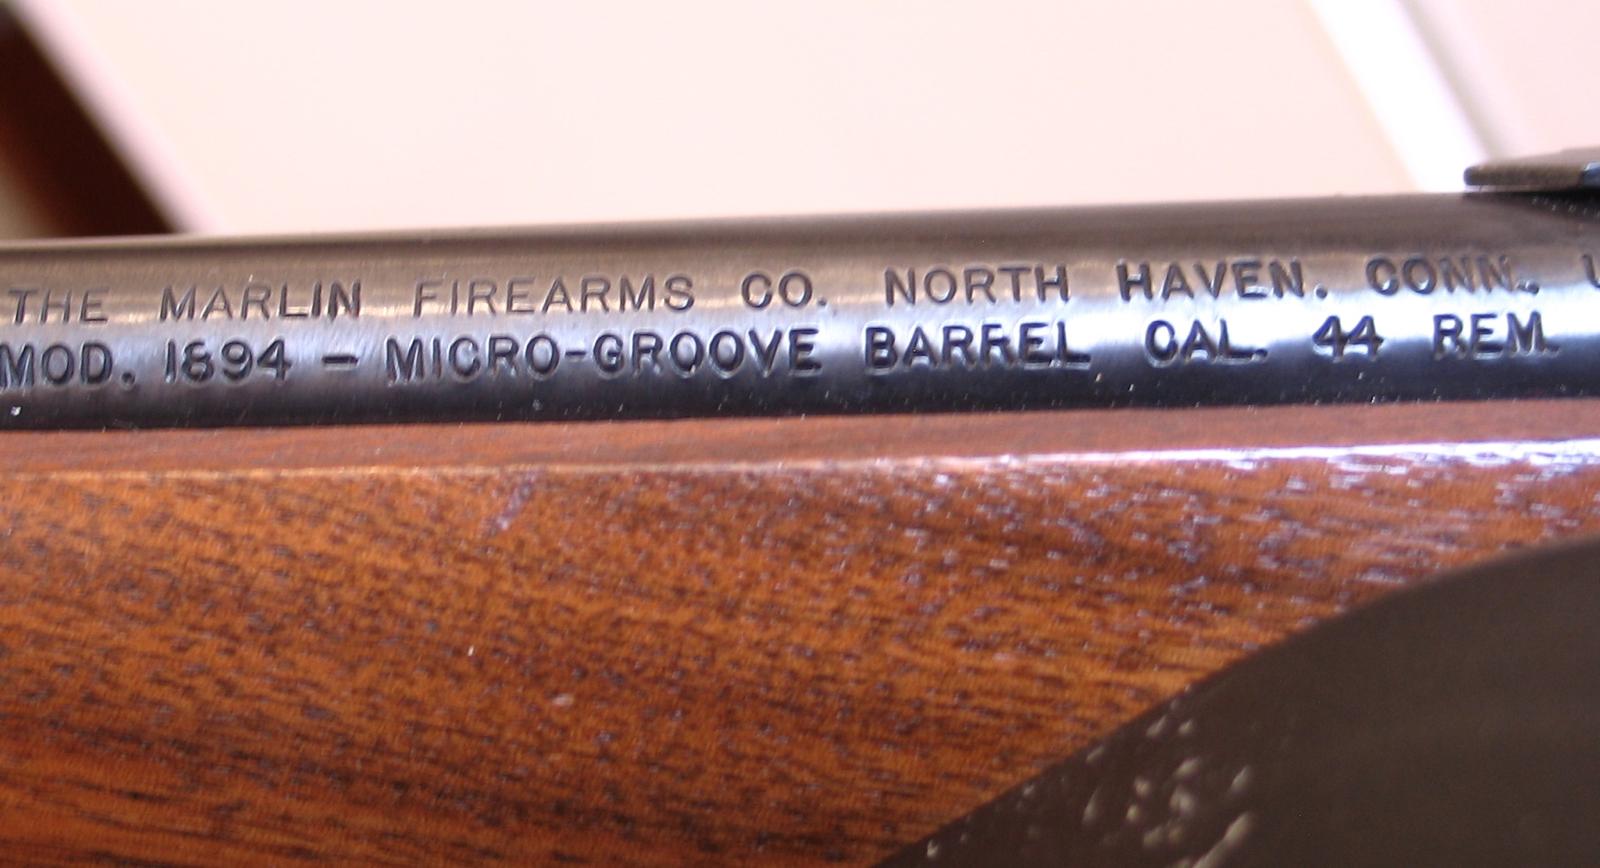 THE MARLIN FIREARMS CO. NORTH HAVEN. CONN.,
MOD. 1894 — MICRO-GROOVE BARREL CAL. 44 REM.